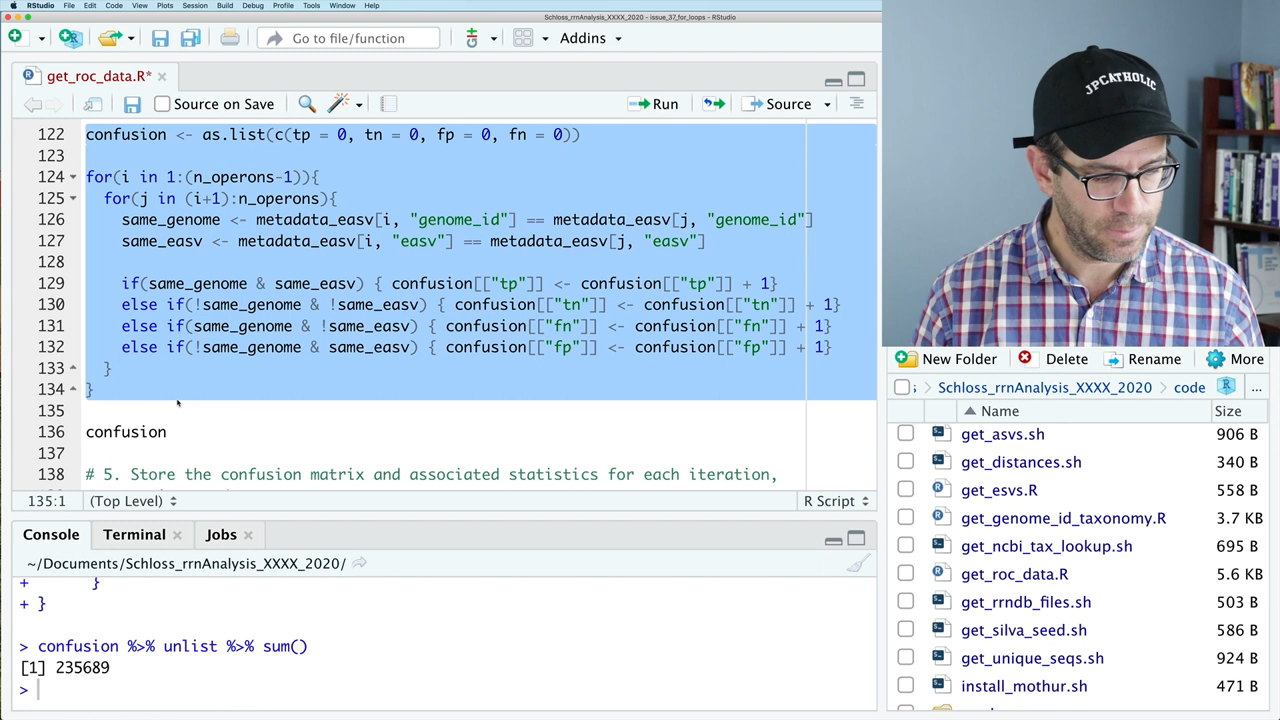 RStudio File Edit Code View Plots Session Build Debug Profile Tools Window Help
Schloss_rrnAnalysis_XXXX_2020 - issue_37_for_loops - RStudio
Go to file/function Addins
get_roc_data.R*
Source on Save Run Source
122 confusion <- as.list(c(tp = 0, tn = 0, fp = 0, fn = 0))
123
124 for(i in 1:(n_operons-1)){
125 for(j in (i+1):n_operons){
126 same_genome <- metadata_easv[i, "genome_id"] == metadata_easv[j, "genome_id"]
127 same_easv <- metadata_easv[i, "easv"] == metadata_easv[j, "easv"]
128
129 if(same_genome & same_easv) { confusion[["tp"]] <- confusion[["tp"]] + 1}
130 else if(!same_genome & !same_easv) { confusion[["tn"]] <- confusion[["tn"]] + 1}
131 else if(same_genome & !same_easv) { confusion[["fn"]] <- confusion[["fn"]] + 1}
132 else if(!same_genome & same_easv) { confusion[["fp"]] <- confusion[["fp"]] + 1}
133 }
134 }
135
136 confusion
137
138 # 5. Store the confusion matrix and associated statistics for each iteration,
135:1 (Top Level) R Script
Console Terminal Jobs
~/Documents/Schloss_rrnAnalysis_XXXX_2020/
+ }
+ }
> confusion %>% unlist %>% sum()
[1] 235689
>
JPCATHOLIC
New Folder Delete Rename More
s > Schloss_rrnAnalysis_XXXX_2020 > code ...
Name Size
get_asvs.sh 906 B
get_distances.sh 340 B
get_esvs.R 558 B
get_genome_id_taxonomy.R 3.7 KB
get_ncbi_tax_lookup.sh 695 B
get_roc_data.R 5.6 KB
get_rrndb_files.sh 503 B
get_silva_seed.sh 586 B
get_unique_seqs.sh 924 B
install_mothur.sh 471 B